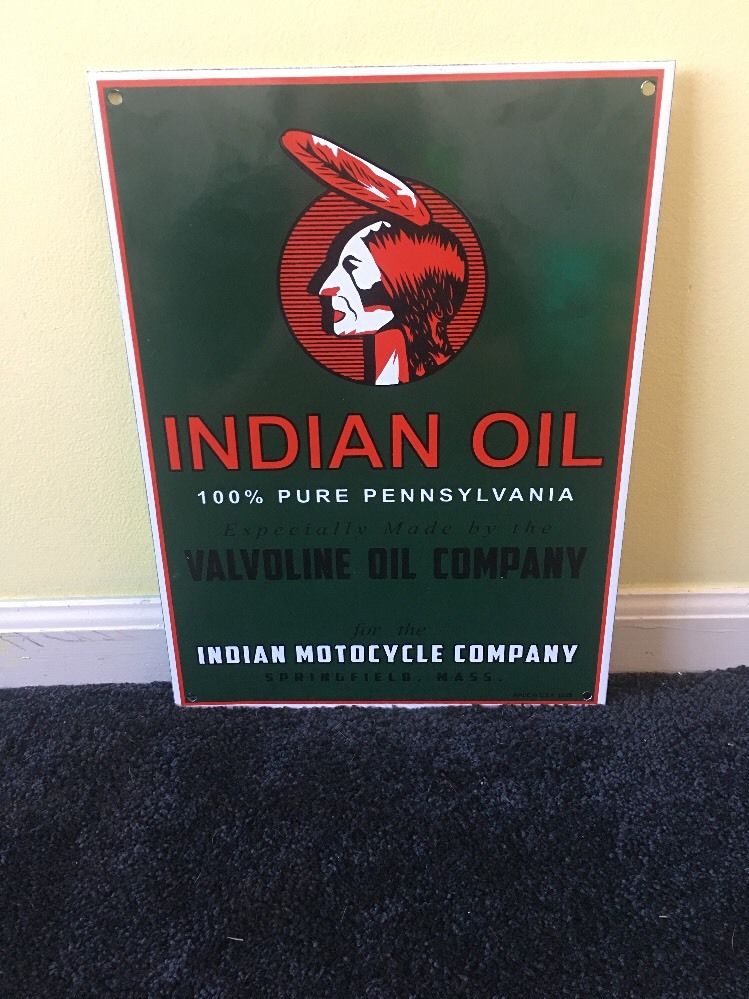 INDIAN OIL
100% PURE PENNSYLVANIA
Especially Made by the
VALVOLINE OIL COMPANY
for the
INDIAN MOTOCYCLE COMPANY
SPRINGFIELD, MASS.